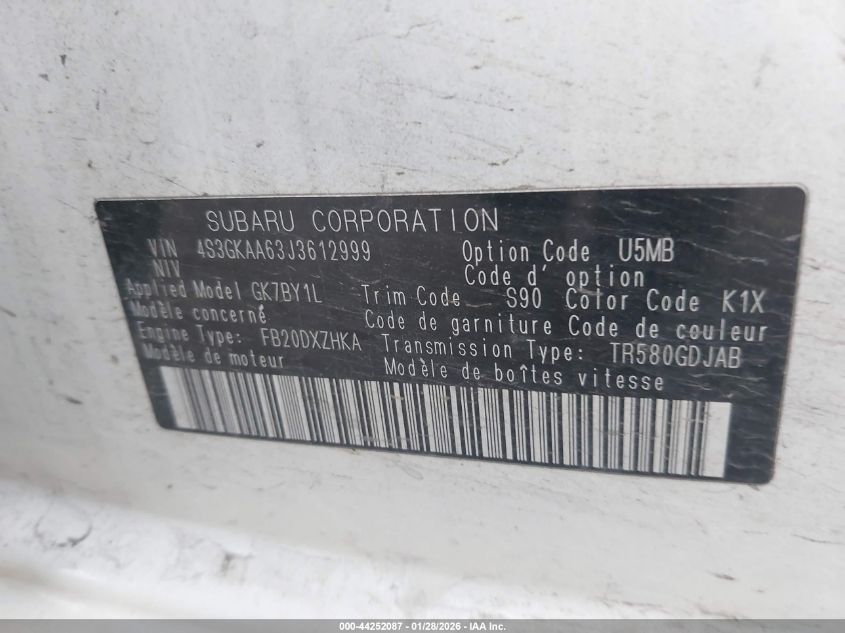 SUBARU CORPORATION
VIN 4S3GKAA63J3612999 Option Code U5MB
NIV Code d' option
Applied Model GK7BY1L Trim Code S90 Color Code K1X
Modèle concerné Code de garniture Code de couleur
Engine Type: FB20DXZHKA Transmission Type: TR580GDJAB
Modèle de moteur Modèle de boîtes vitesse
000-44252087 - 01/28/2026 - IAA Inc.